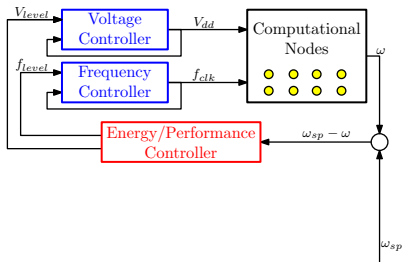 V_level
Voltage
Controller
V_dd
Computational
Nodes
ω
f_level
Frequency
Controller
f_clk
Energy/Performance
Controller
ω_sp − ω
ω_sp